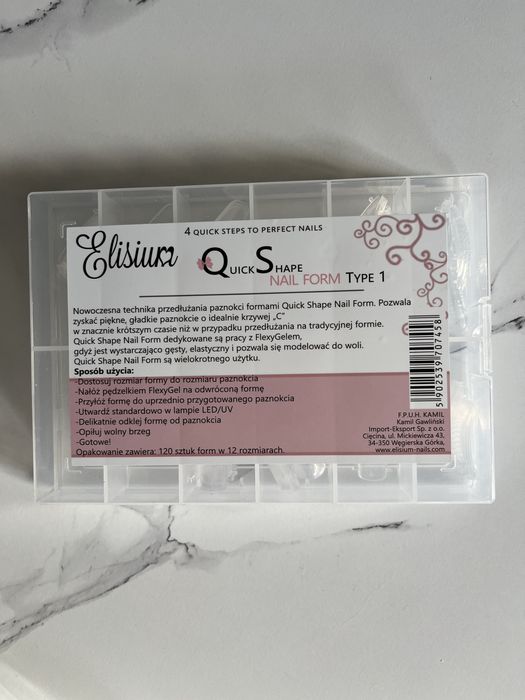 4 QUICK STEPS TO PERFECT NAILS
Elisium
QUICK SHAPE
NAIL FORM TYPE 1
Nowoczesna technika przedłużania paznokci formami Quick Shape Nail Form. Pozwala
zyskać piękne, gładkie paznokcie o idealnie krzywej „C”
w znacznie krótszym czasie niż w przypadku przedłużania na tradycyjnej formie.
Quick Shape Nail Form dedykowane są pracy z FlexyGelem,
gdyż jest wystarczająco gęsty, elastyczny i pozwala się modelować do woli.
Quick Shape Nail Form są wielokrotnego użytku.
Sposób użycia:
-Dostosuj rozmiar formy do rozmiaru paznokcia
-Nałóż pędzelkiem FlexyGel na odwróconą formę
-Przyłóż formę do uprzednio przygotowanego paznokcia
-Utwardź standardowo w lampie LED/UV
-Delikatnie odklej formę od paznokcia
-Opiłuj wolny brzeg
-Gotowe!
Opakowanie zawiera: 120 sztuk form w 12 rozmiarach.
5902539707458
F.P.U.H. KAMIL
Kamil Gawliński
Import-Eksport Sp. z o.o.
Cięcina, ul. Mickiewicza 43,
34-350 Węgierska Górka,
www.elisium-nails.com